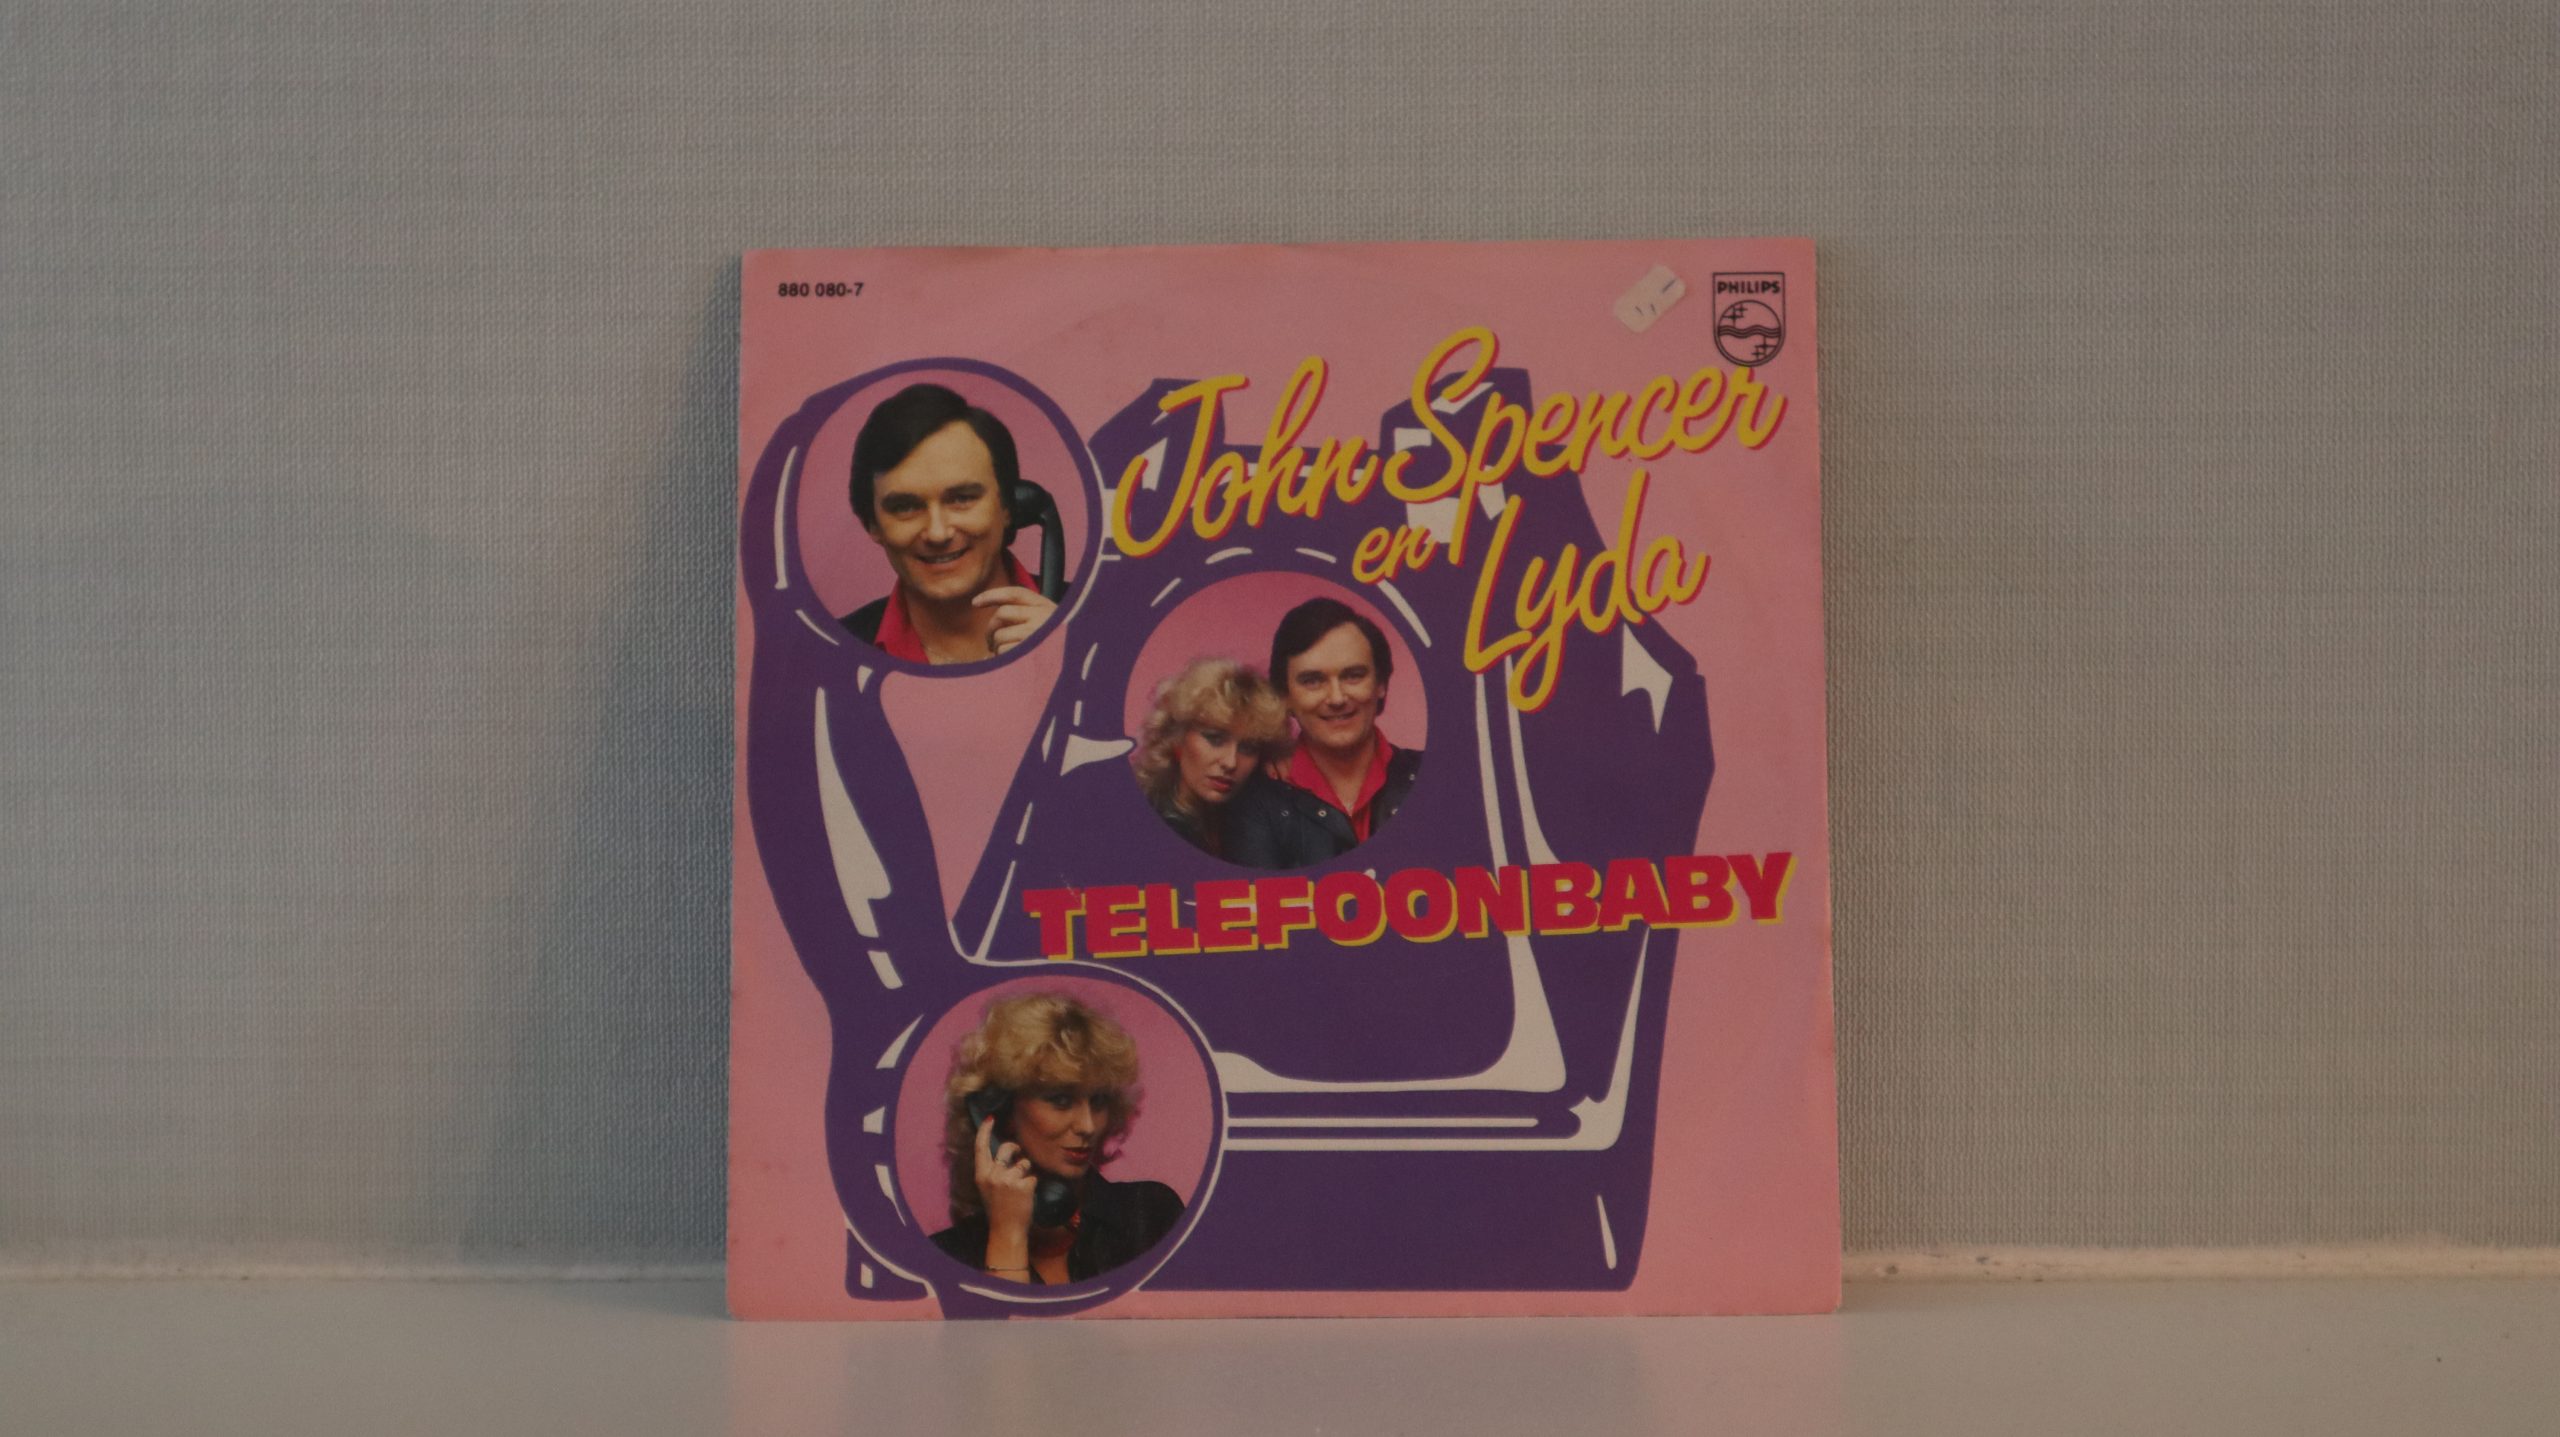 880 080-7
PHILIPS
John Spencer
en Lyda
TELEFOONBABY